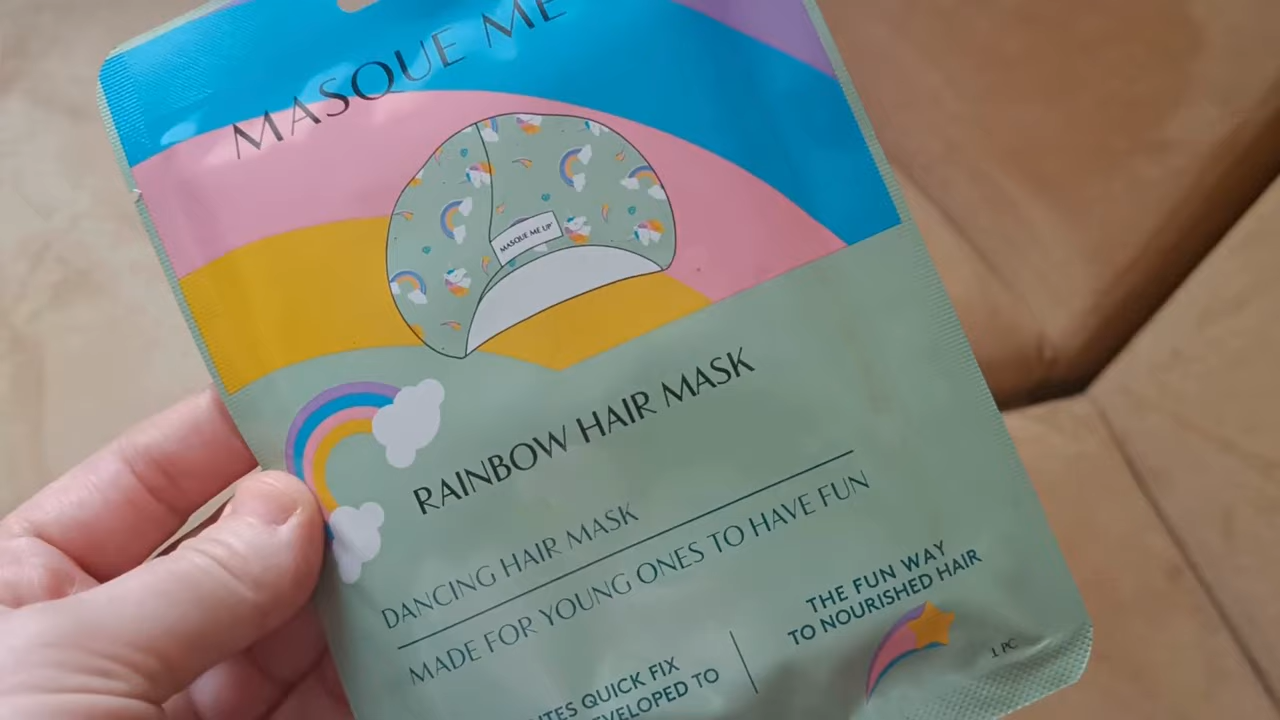 MASQUE ME
MASQUE ME UP
RAINBOW HAIR MASK
DANCING HAIR MASK
MADE FOR YOUNG ONES TO HAVE FUN
QUICK FIX
TO
THE FUN WAY
TO NOURISHED HAIR
1 PC